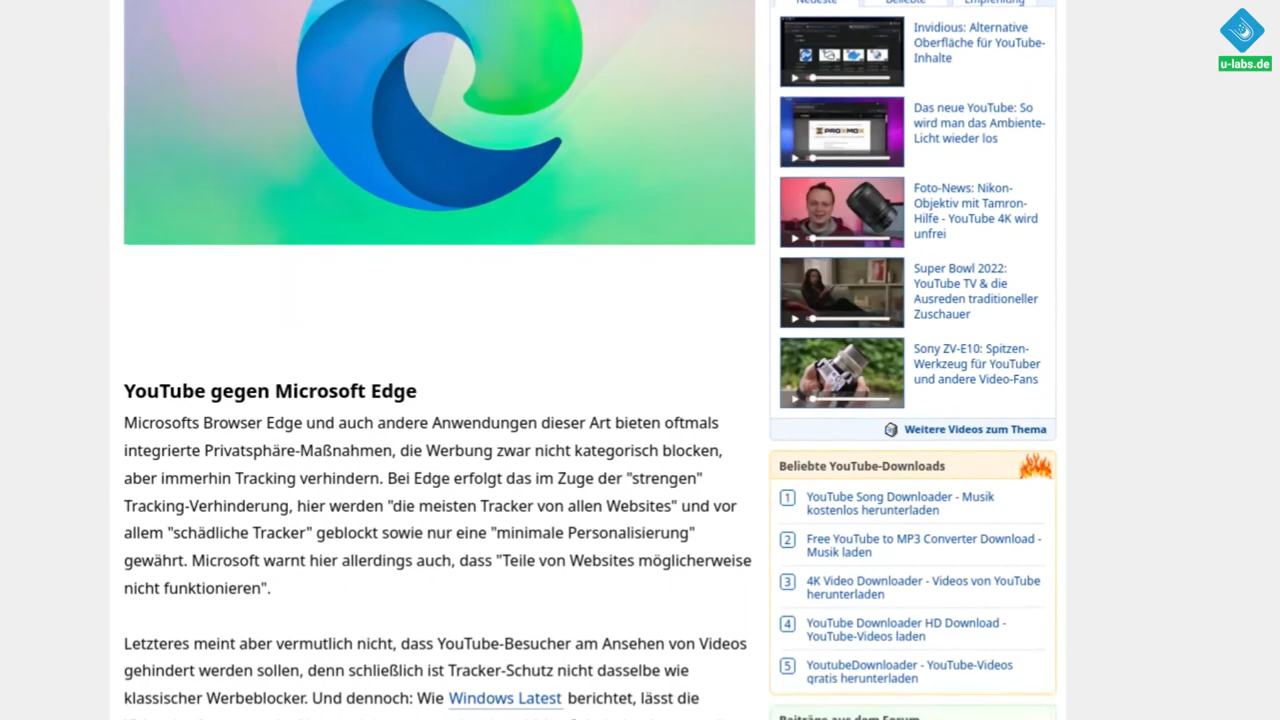 Neueste
Beliebte
Empfehlung
u-labs.de
Invidious: Alternative
Oberfläche für YouTube-
Inhalte
Das neue YouTube: So
wird man das Ambiente-
Licht wieder los
PROXMOX
Foto-News: Nikon-
Objektiv mit Tamron-
Hilfe - YouTube 4K wird
unfrei
Super Bowl 2022:
YouTube TV & die
Ausreden traditioneller
Zuschauer
Sony ZV-E10: Spitzen-
Werkzeug für YouTuber
und andere Video-Fans
Weitere Videos zum Thema
YouTube gegen Microsoft Edge
Microsofts Browser Edge und auch andere Anwendungen dieser Art bieten oftmals
integrierte Privatsphäre-Maßnahmen, die Werbung zwar nicht kategorisch blocken,
aber immerhin Tracking verhindern. Bei Edge erfolgt das im Zuge der "strengen"
Tracking-Verhinderung, hier werden "die meisten Tracker von allen Websites" und vor
allem "schädliche Tracker" geblockt sowie nur eine "minimale Personalisierung"
gewährt. Microsoft warnt hier allerdings auch, dass "Teile von Websites möglicherweise
nicht funktionieren".
Letzteres meint aber vermutlich nicht, dass YouTube-Besucher am Ansehen von Videos
gehindert werden sollen, denn schließlich ist Tracker-Schutz nicht dasselbe wie
klassischer Werbeblocker. Und dennoch: Wie Windows Latest berichtet, lässt die
Beliebte YouTube-Downloads
1 YouTube Song Downloader - Musik
kostenlos herunterladen
2 Free YouTube to MP3 Converter Download -
Musik laden
3 4K Video Downloader - Videos von YouTube
herunterladen
4 YouTube Downloader HD Download -
YouTube-Videos laden
5 YoutubeDownloader - YouTube-Videos
gratis herunterladen
Beiträge aus dem Forum